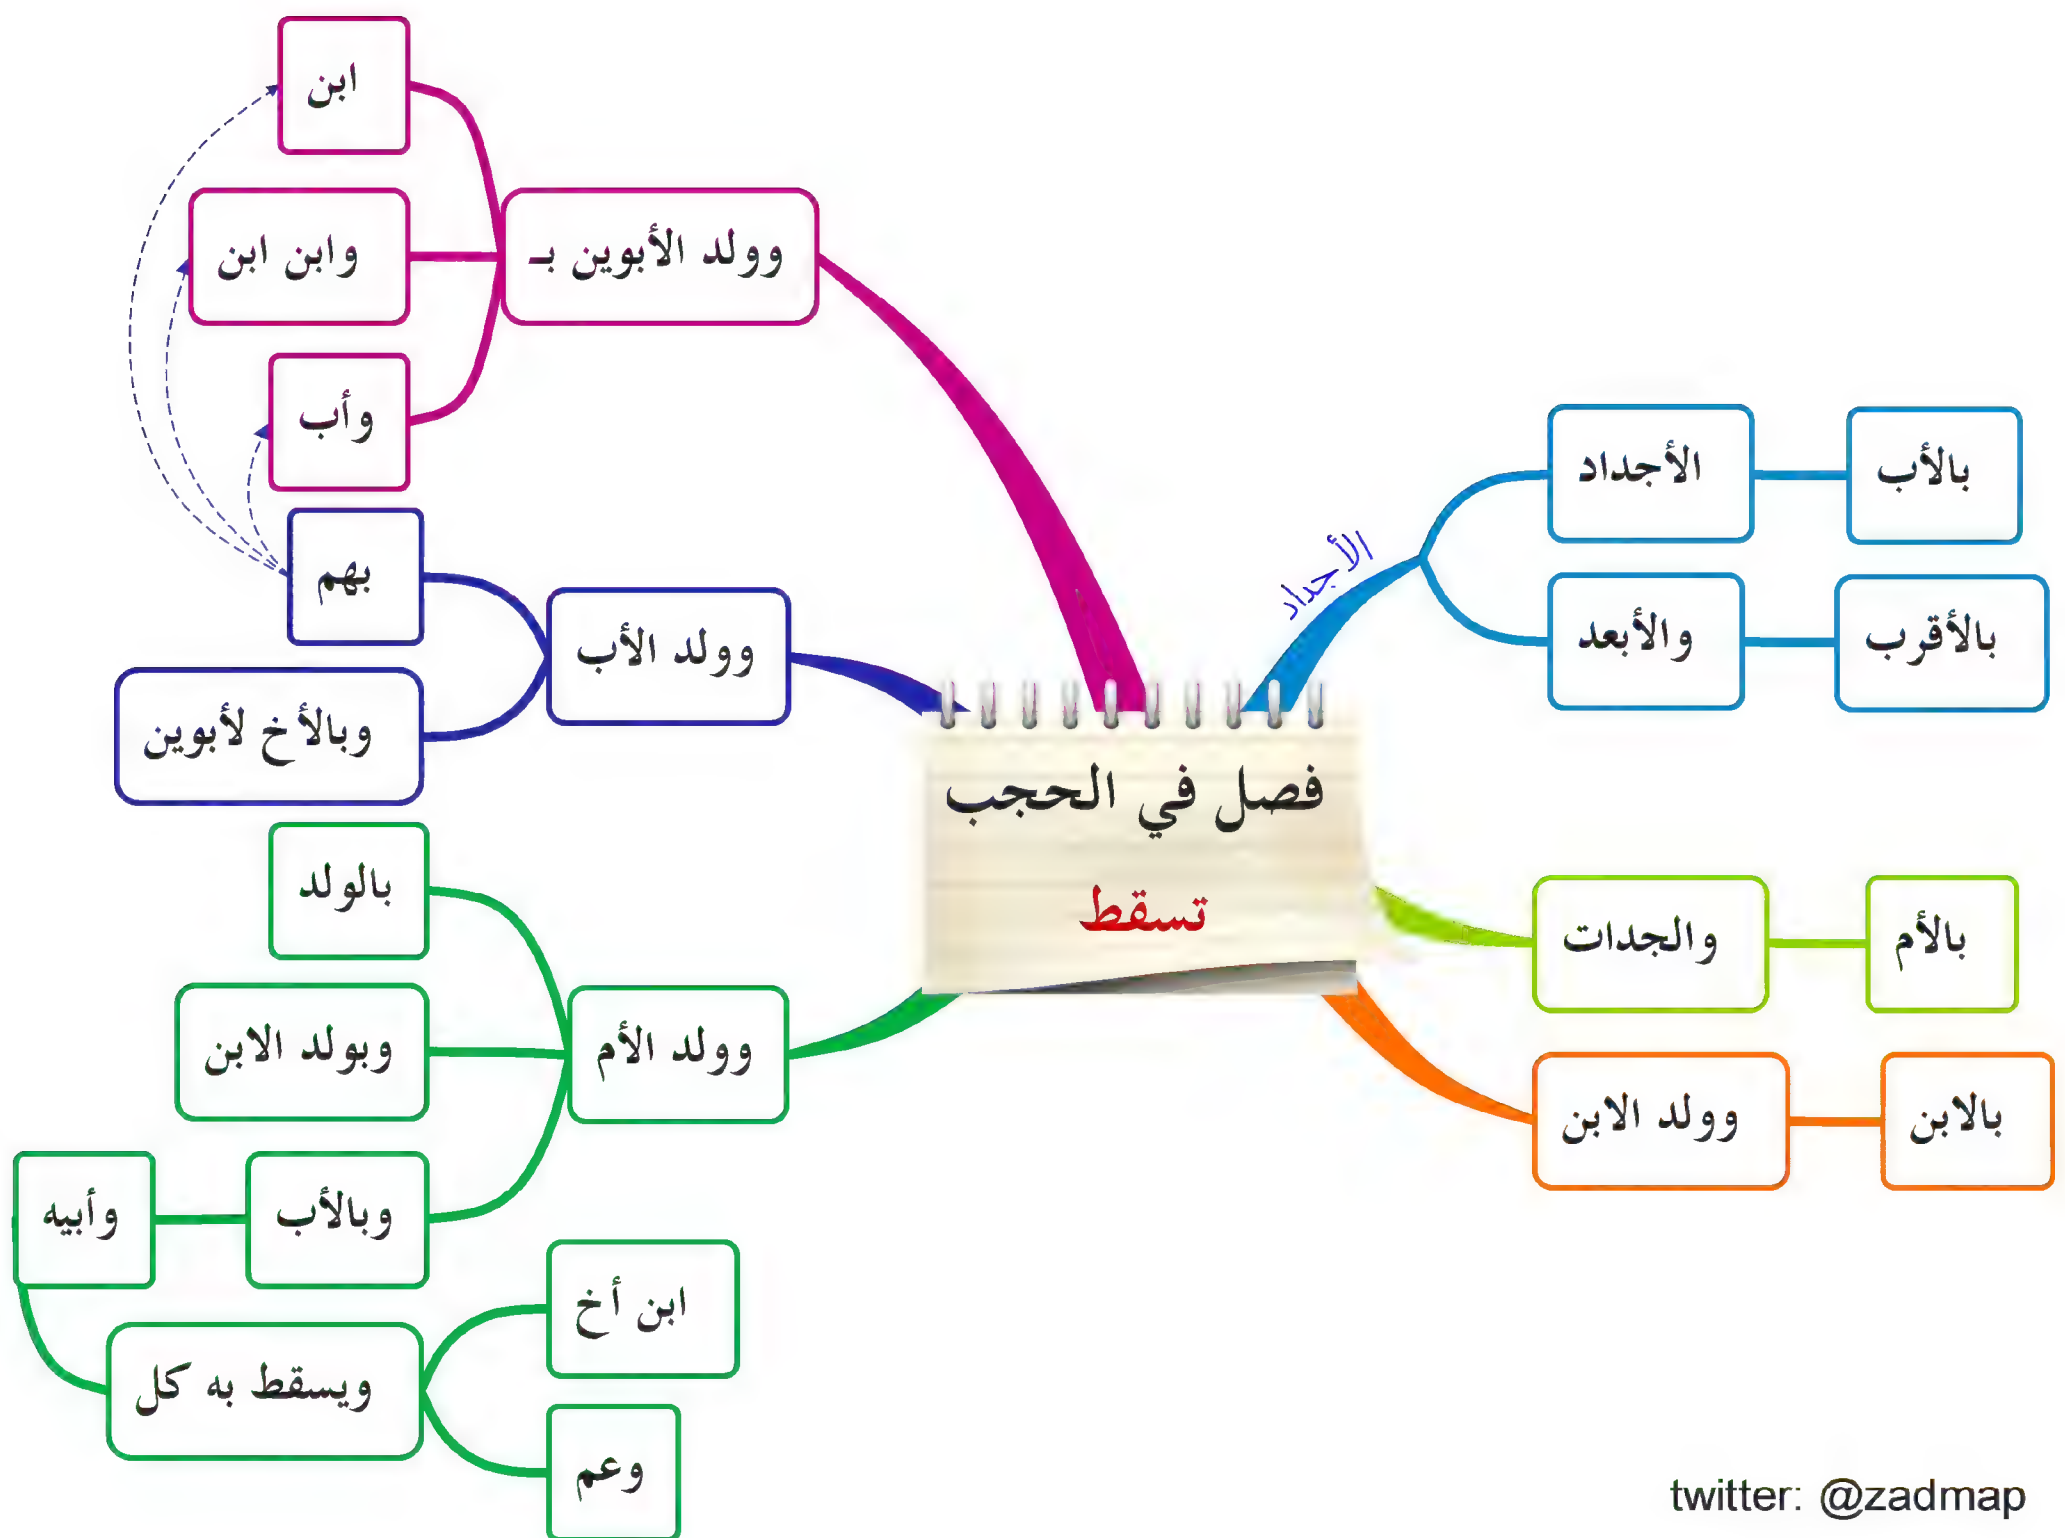 فصل في الحجب
تسقط
الأجداد
الأجداد
بالأب
والأبعد
بالأقرب
والجدات
بالأم
وولد الابن
بالابن
وولد الأبوين بـ
ابن
وابن ابن
وأب
وولد الأب
بهم
وبالأخ لأبوين
وولد الأم
بالولد
وبولد الابن
وبالأب
وأبيه
ويسقط به كل
ابن أخ
وعم
twitter: @zadmap